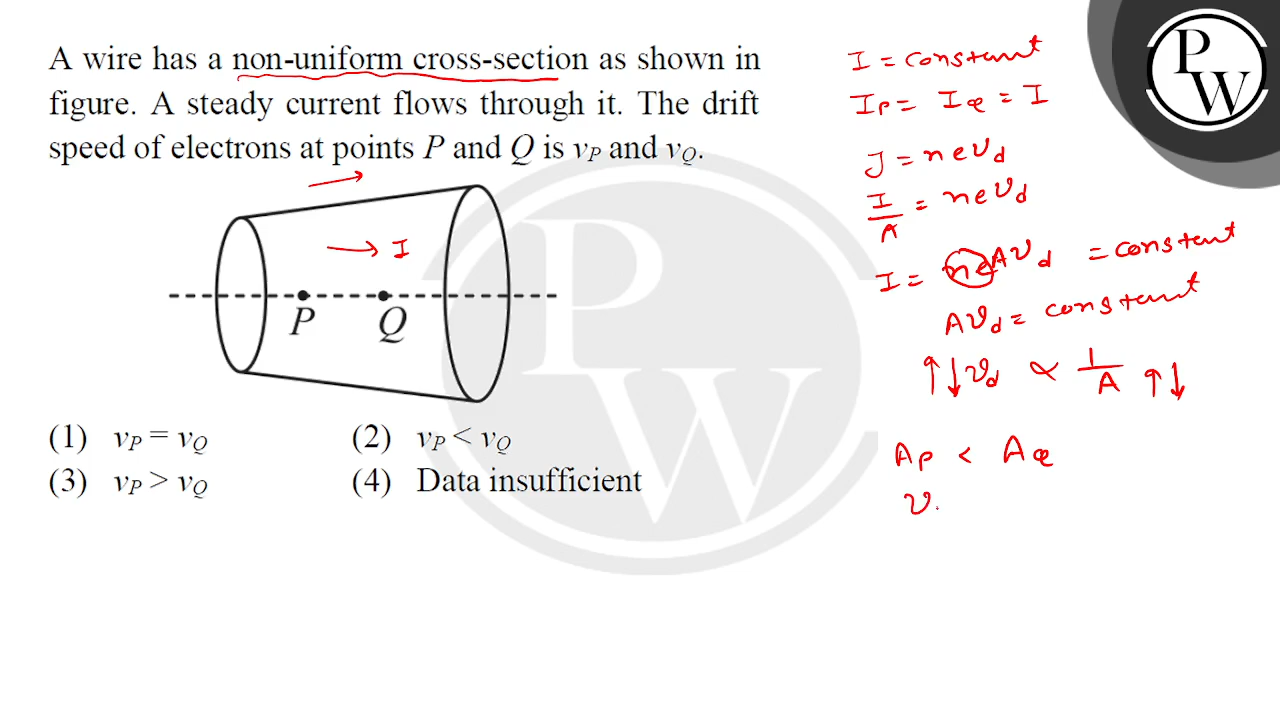 A wire has a non-uniform cross-section as shown in
figure. A steady current flows through it. The drift
speed of electrons at points P and Q is vP and vQ.
I
P Q
(1) vP = vQ (2) vP < vQ
(3) vP > vQ (4) Data insufficient
I = constant
IP = IQ = I
J = neVd
I/A = neVd
I = neAVd = constant
AVd = constant
↑↓Vd ∝ 1/A ↑↓
AP < AQ
V
PW
PW